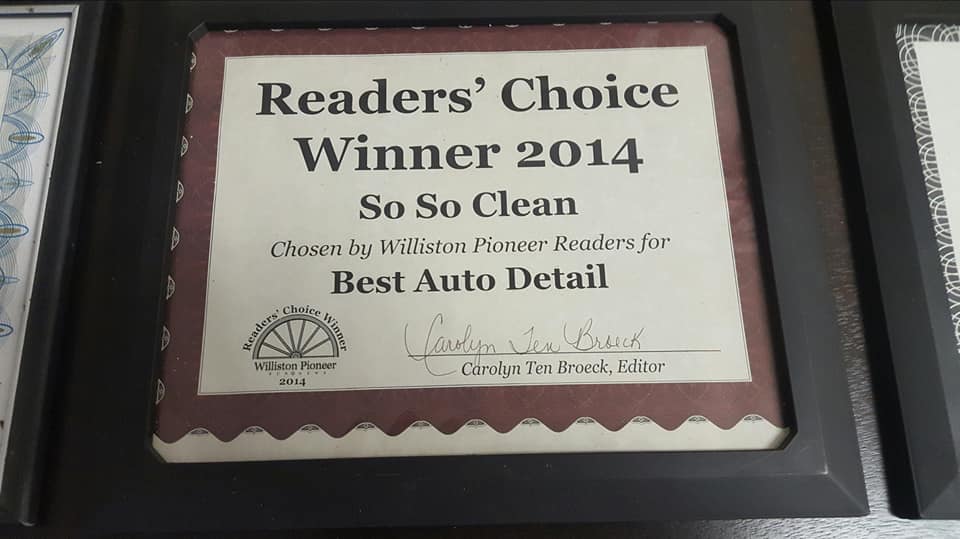 Readers' Choice
Winner 2014
So So Clean
Chosen by Williston Pioneer Readers for
Best Auto Detail
Carolyn Ten Broeck
Carolyn Ten Broeck, Editor
Readers' Choice Winner
Williston Pioneer
2014